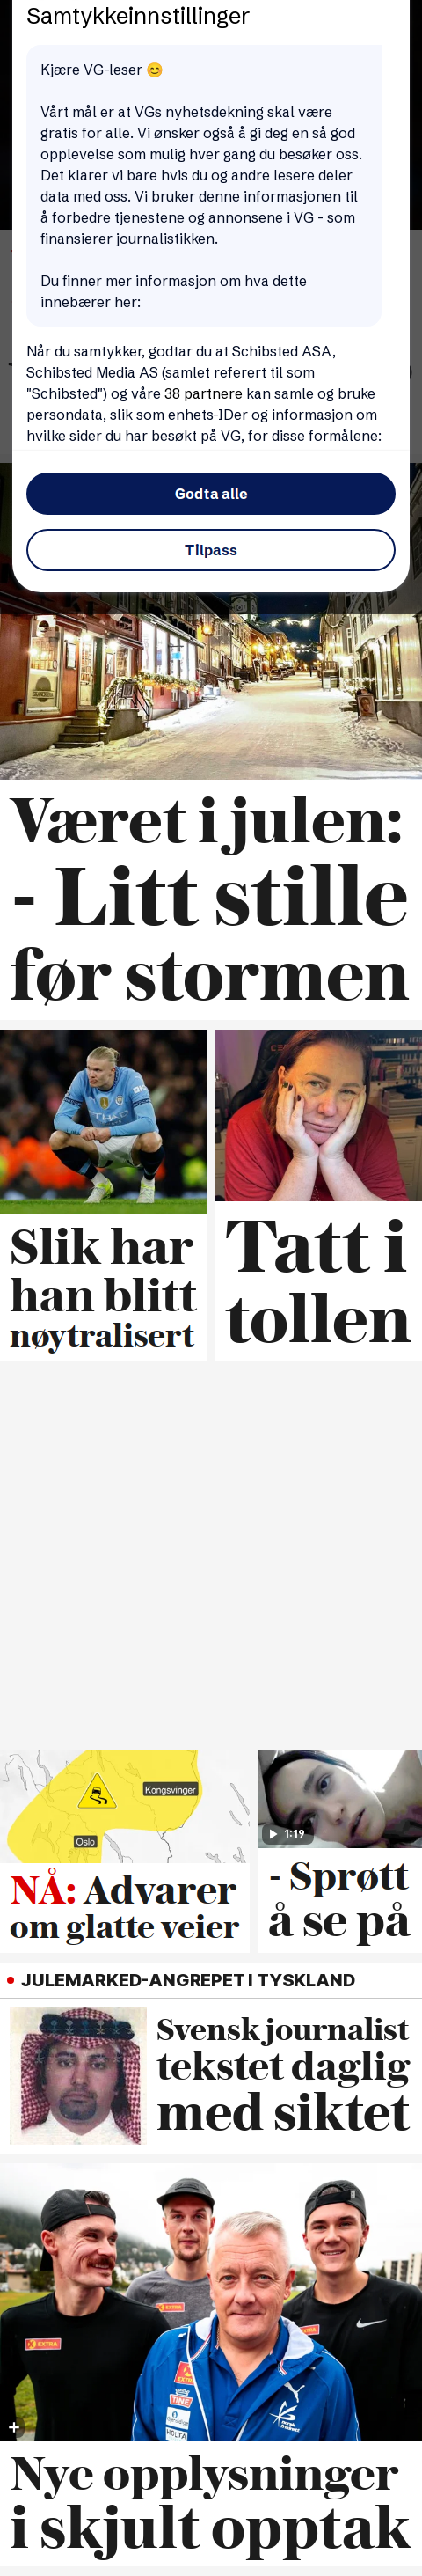 Samtykkeinnstillinger
Kjære VG-leser 😊
Vårt mål er at VGs nyhetsdekning skal være
gratis for alle. Vi ønsker også å gi deg en så god
opplevelse som mulig hver gang du besøker oss.
Det klarer vi bare hvis du og andre lesere deler
data med oss. Vi bruker denne informasjonen til
å forbedre tjenestene og annonsene i VG - som
finansierer journalistikken.
Du finner mer informasjon om hva dette
innebærer her:
Når du samtykker, godtar du at Schibsted ASA,
Schibsted Media AS (samlet referert til som
"Schibsted") og våre 38 partnere kan samle og bruke
persondata, slik som enhets-IDer og informasjon om
hvilke sider du har besøkt på VG, for disse formålene:
Godta alle
Tilpass
Været i julen:
- Litt stille
før stormen
Slik har
han blitt
nøytralisert
Tatt i
tollen
Kongsvinger
Oslo
NÅ: Advarer
om glatte veier
1:19
- Sprøtt
å se på
JULEMARKED-ANGREPET I TYSKLAND
Svensk journalist
tekstet daglig
med siktet
EXTRA
EXTRA
EXTRA
EXTRA
TINE
HOLTA
Nye opplysninger
i skjult opptak